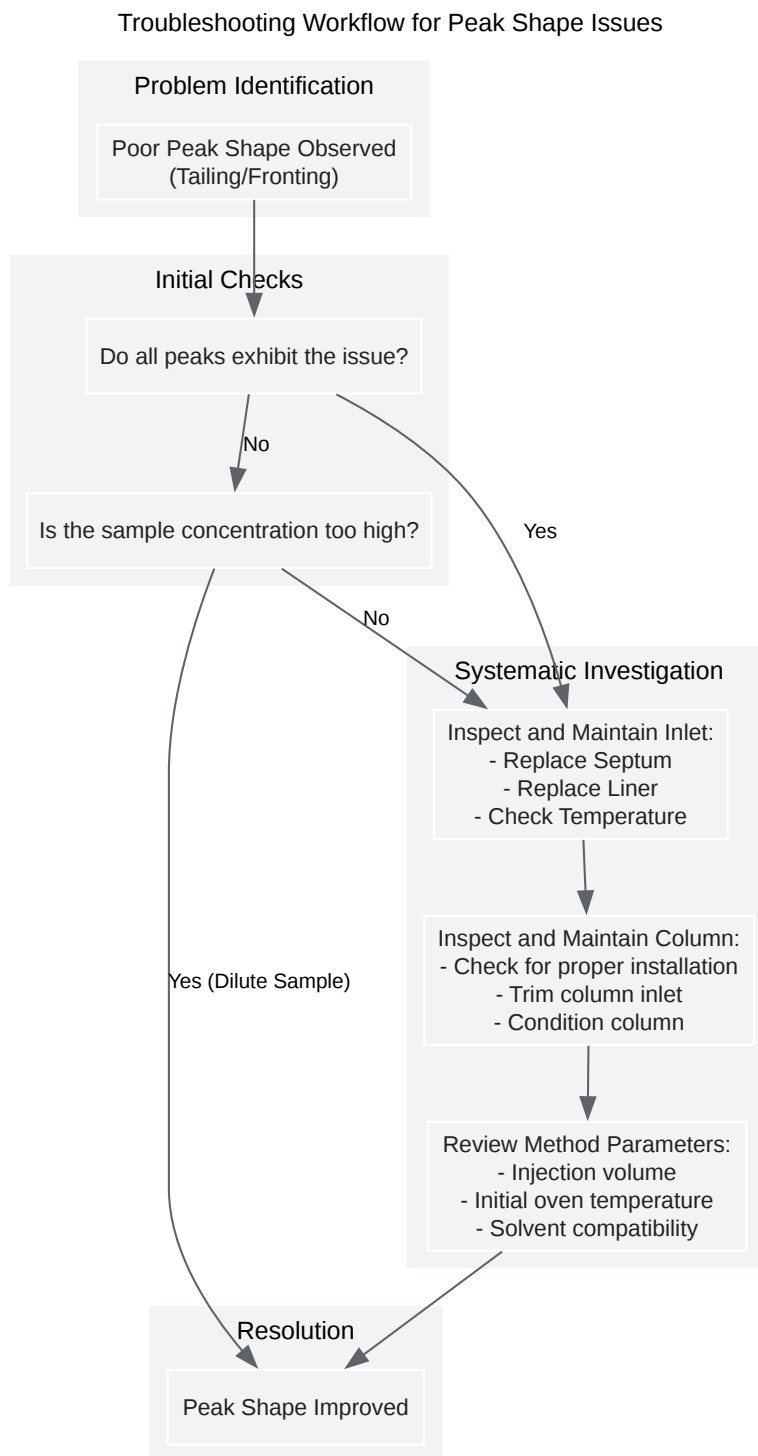 Troubleshooting Workflow for Peak Shape Issues
Problem Identification
Poor Peak Shape Observed
(Tailing/Fronting)
Initial Checks
Do all peaks exhibit the issue?
No
Is the sample concentration too high?
Yes
No
Systematic Investigation
Inspect and Maintain Inlet:
- Replace Septum
- Replace Liner
- Check Temperature
Inspect and Maintain Column:
- Check for proper installation
- Trim column inlet
- Condition column
Yes (Dilute Sample)
Review Method Parameters:
- Injection volume
- Initial oven temperature
- Solvent compatibility
Resolution
Peak Shape Improved